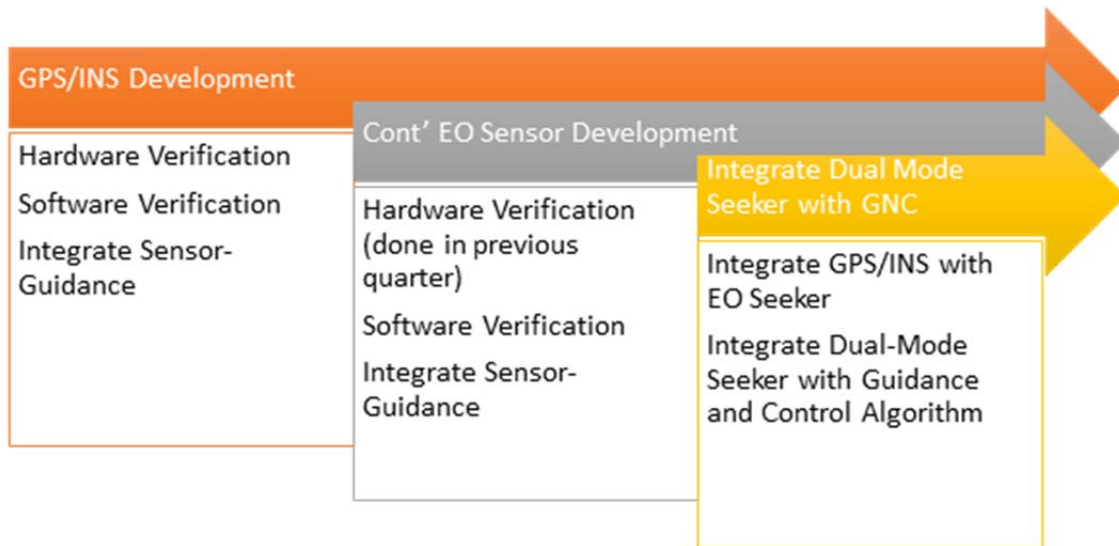 GPS/INS Development
Hardware Verification
Software Verification
Integrate Sensor-
Guidance
Cont' EO Sensor Development
Hardware Verification
(done in previous
quarter)
Software Verification
Integrate Sensor-
Guidance
Integrate Dual Mode
Seeker with GNC
Integrate GPS/INS with
EO Seeker
Integrate Dual-Mode
Seeker with Guidance
and Control Algorithm